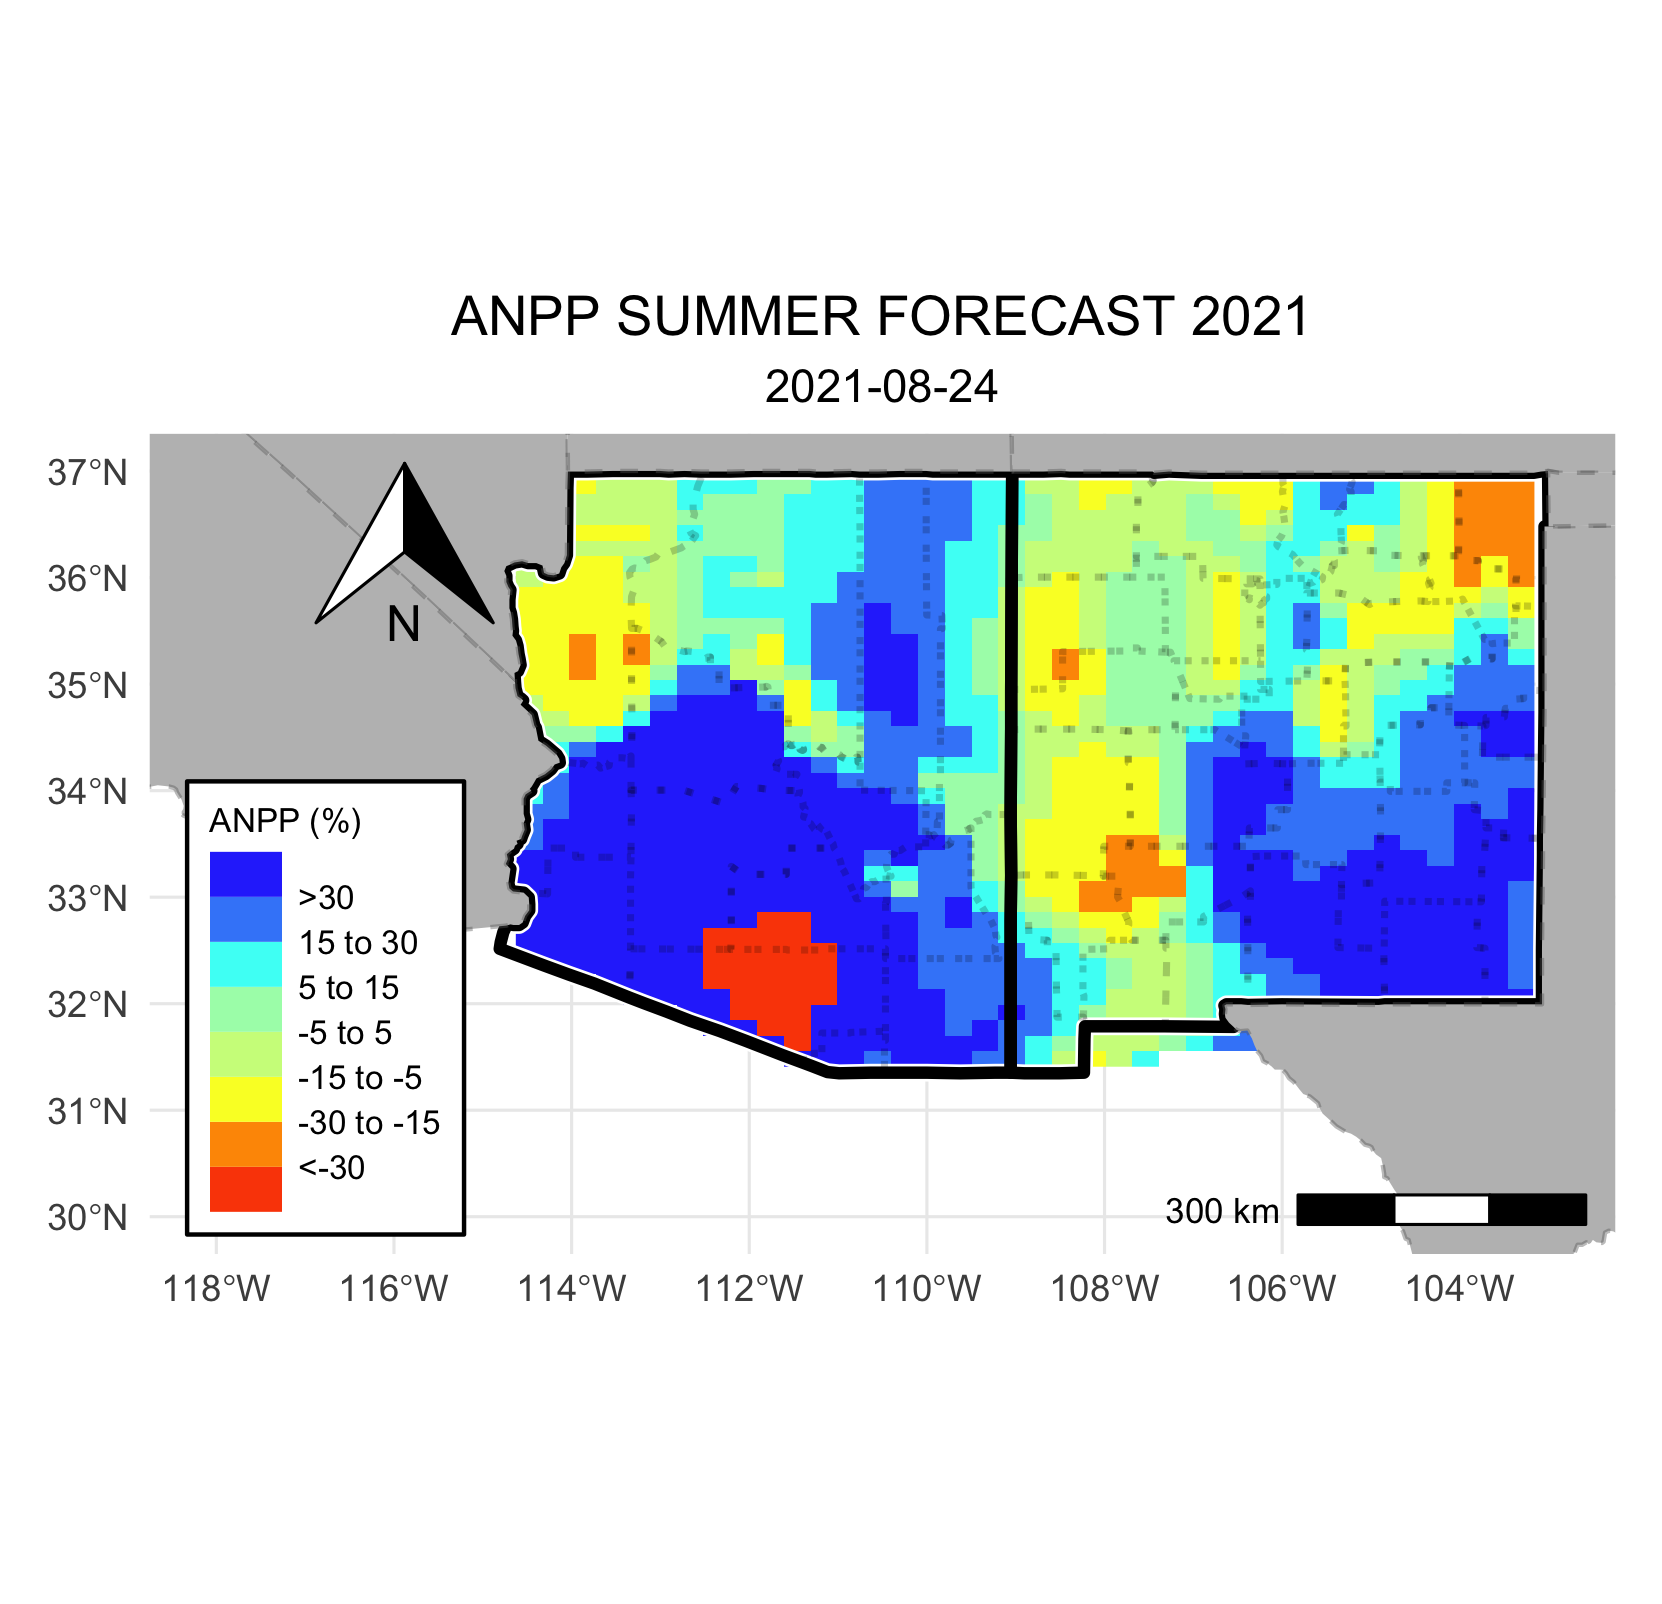 ANPP SUMMER FORECAST 2021
2021-08-24
37°N
36°N
35°N
34°N
33°N
32°N
31°N
30°N
N
ANPP (%)
>30
15 to 30
5 to 15
-5 to 5
-15 to -5
-30 to -15
<-30
300 km
118°W
116°W
114°W
112°W
110°W
108°W
106°W
104°W